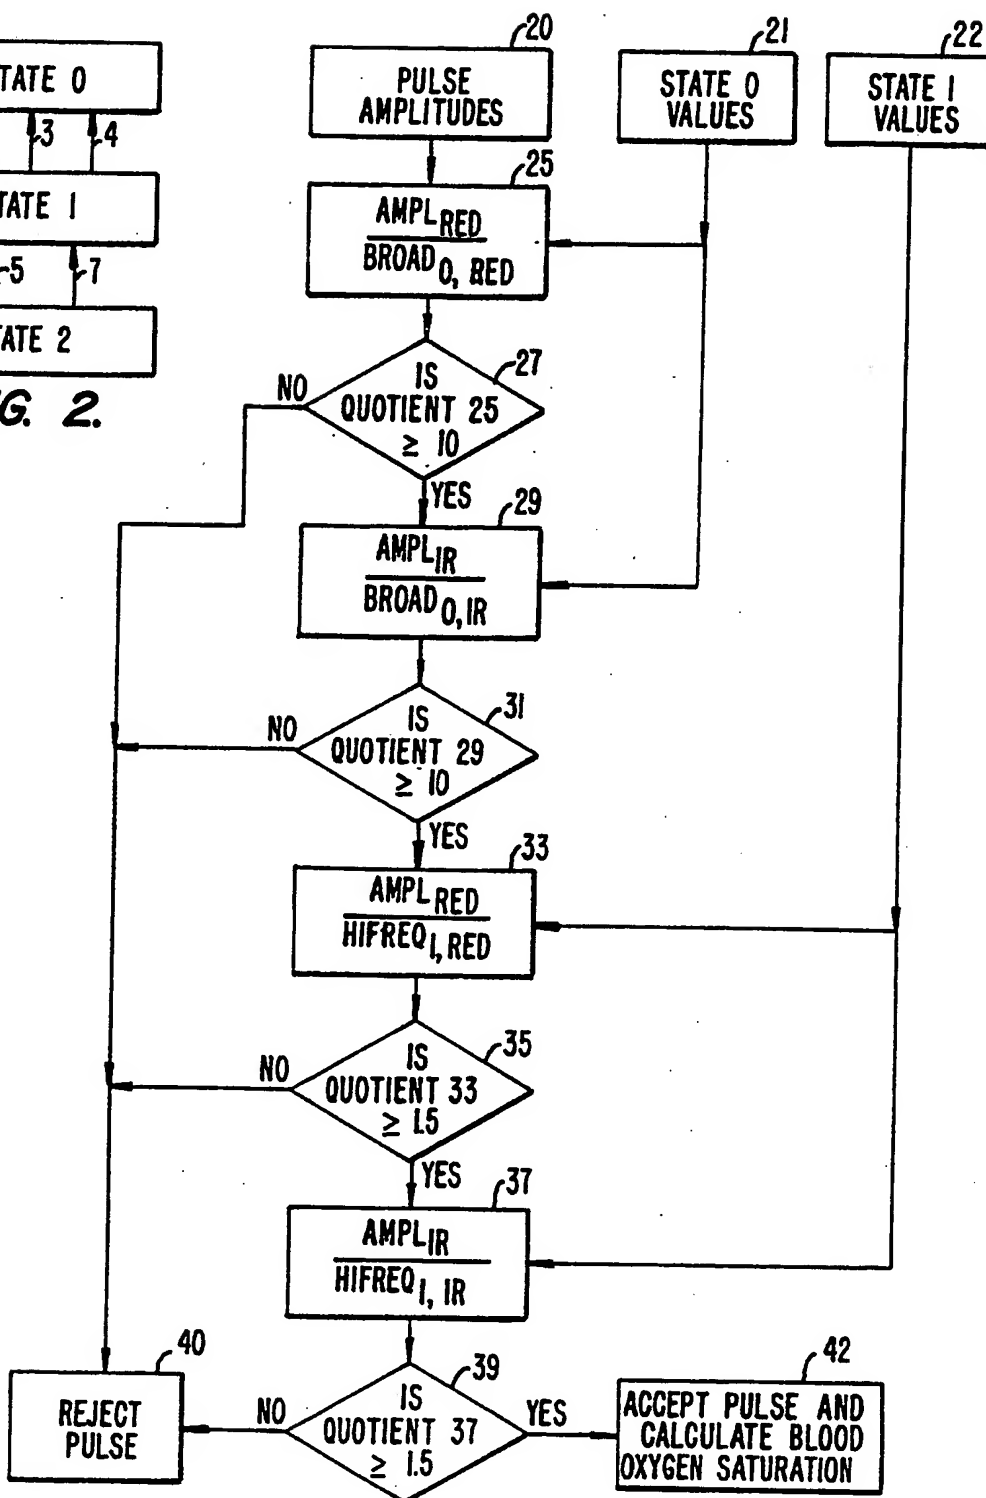 TATE 0
3
4
TATE 1
5
7
TATE 2
G. 2.
20
PULSE
AMPLITUDES
21
STATE 0
VALUES
22
STATE 1
VALUES
25
AMPL RED
BROAD 0, RED
27
IS
QUOTIENT 25
≥ 10
NO
YES
29
AMPL IR
BROAD 0, IR
31
IS
QUOTIENT 29
≥ 10
NO
YES
33
AMPL RED
HIFREQ 1, RED
35
IS
QUOTIENT 33
≥ 1.5
NO
YES
37
AMPL IR
HIFREQ 1, IR
39
IS
QUOTIENT 37
≥ 1.5
NO
YES
40
REJECT
PULSE
42
ACCEPT PULSE AND
CALCULATE BLOOD
OXYGEN SATURATION